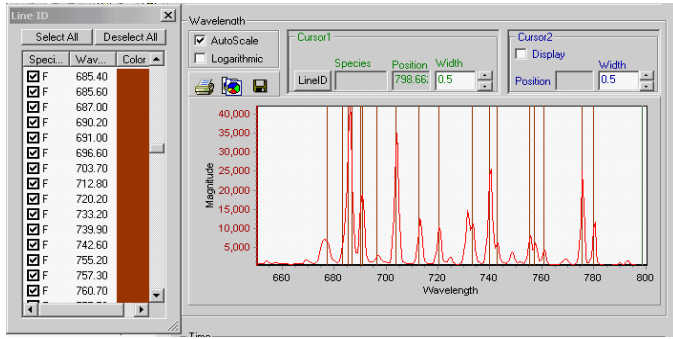 Line ID
Select All Deselect All
Speci... Wav... Color
F 685.40
F 685.60
F 687.00
F 690.20
F 691.00
F 696.60
F 703.70
F 712.80
F 720.20
F 733.20
F 739.90
F 742.60
F 755.20
F 757.30
F 760.70
Wavelength
AutoScale
Logarithmic
Cursor1
Species Position Width
LineID 798.66 0.5
Cursor2
Display
Width
Position 0.5
40,000
35,000
30,000
25,000
20,000
15,000
10,000
5,000
Magnitude
660 680 700 720 740 760 780 800
Wavelength
Time